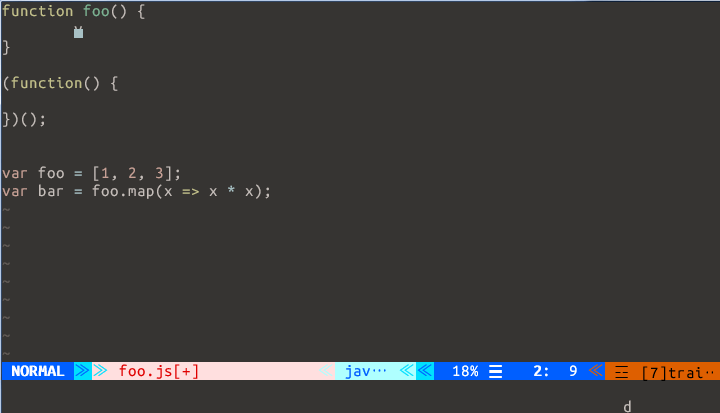 function foo() {
}
(function() {
})();
var foo = [1, 2, 3];
var bar = foo.map(x => x * x);
~
~
~
~
~
~
~
~
~
NORMAL ≫ ≫ foo.js[+] ≪ jav… ≪ ≪ 18% ☰ 2: 9 ≪ ☰ [7]trai..
d